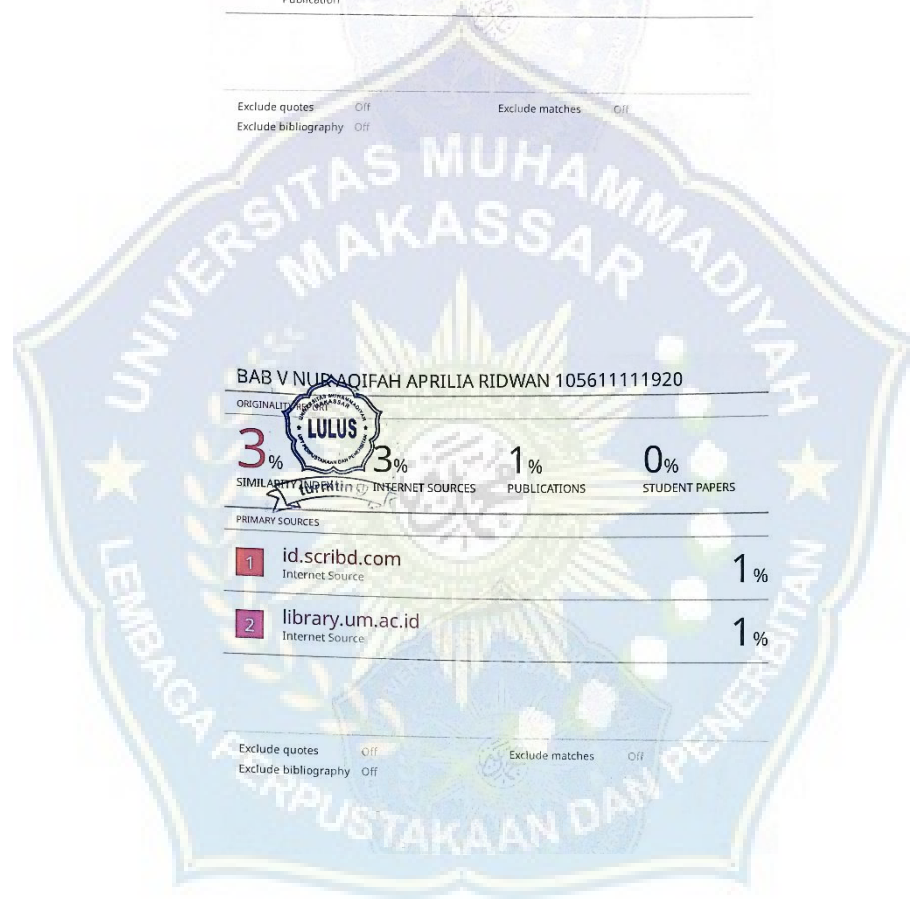 Publication
Exclude quotes Off Exclude matches Off
Exclude bibliography Off
UNIVERSITAS MUHAMMADIYAH
MAKASSAR
BAB V NUR AQIFAH APRILIA RIDWAN 105611111920
ORIGINALITY REPORT
LULUS
3% 3% 1% 0%
SIMILARITY INDEX INTERNET SOURCES PUBLICATIONS STUDENT PAPERS
turnitin
PRIMARY SOURCES
1 id.scribd.com 1%
Internet Source
2 library.um.ac.id 1%
Internet Source
Exclude quotes Off Exclude matches Off
Exclude bibliography Off
LEMBAGA PERPUSTAKAAN DAN PENERBITAN